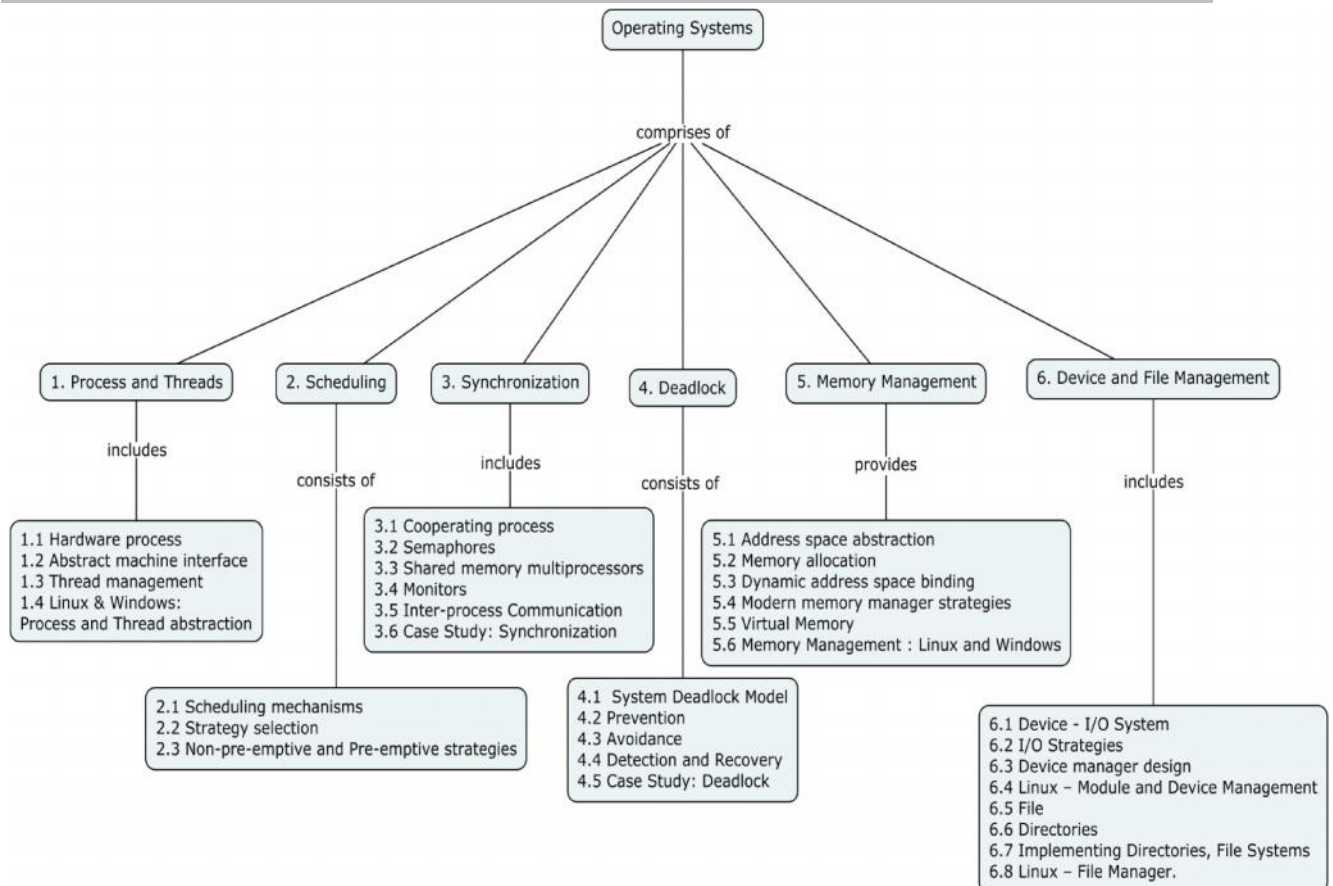 Operating Systems
comprises of
1. Process and Threads
2. Scheduling
3. Synchronization
4. Deadlock
5. Memory Management
6. Device and File Management
includes
consists of
includes
consists of
provides
includes
1.1 Hardware process
1.2 Abstract machine interface
1.3 Thread management
1.4 Linux & Windows:
Process and Thread abstraction
2.1 Scheduling mechanisms
2.2 Strategy selection
2.3 Non-pre-emptive and Pre-emptive strategies
3.1 Cooperating process
3.2 Semaphores
3.3 Shared memory multiprocessors
3.4 Monitors
3.5 Inter-process Communication
3.6 Case Study: Synchronization
4.1 System Deadlock Model
4.2 Prevention
4.3 Avoidance
4.4 Detection and Recovery
4.5 Case Study: Deadlock
5.1 Address space abstraction
5.2 Memory allocation
5.3 Dynamic address space binding
5.4 Modern memory manager strategies
5.5 Virtual Memory
5.6 Memory Management : Linux and Windows
6.1 Device - I/O System
6.2 I/O Strategies
6.3 Device manager design
6.4 Linux – Module and Device Management
6.5 File
6.6 Directories
6.7 Implementing Directories, File Systems
6.8 Linux – File Manager.